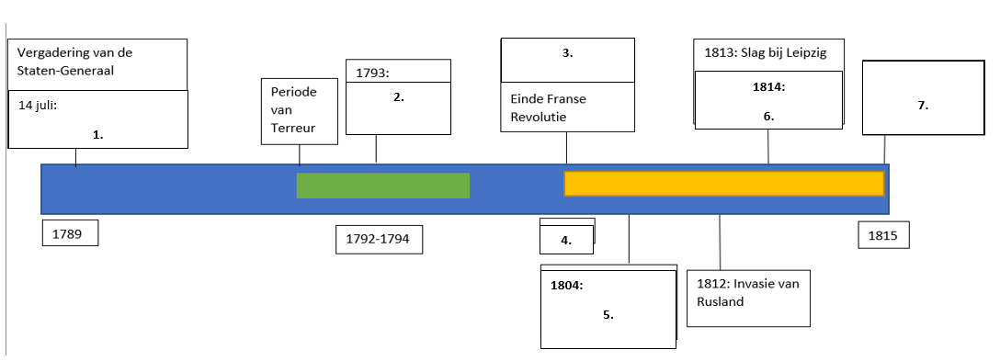 Vergadering van de
Staten-Generaal
14 juli:
1.
Periode
van
Terreur
1793:
2.
3.
Einde Franse
Revolutie
1813: Slag bij Leipzig
1814:
6.
7.
1789
1792-1794
4.
1804:
5.
1812: Invasie van
Rusland
1815